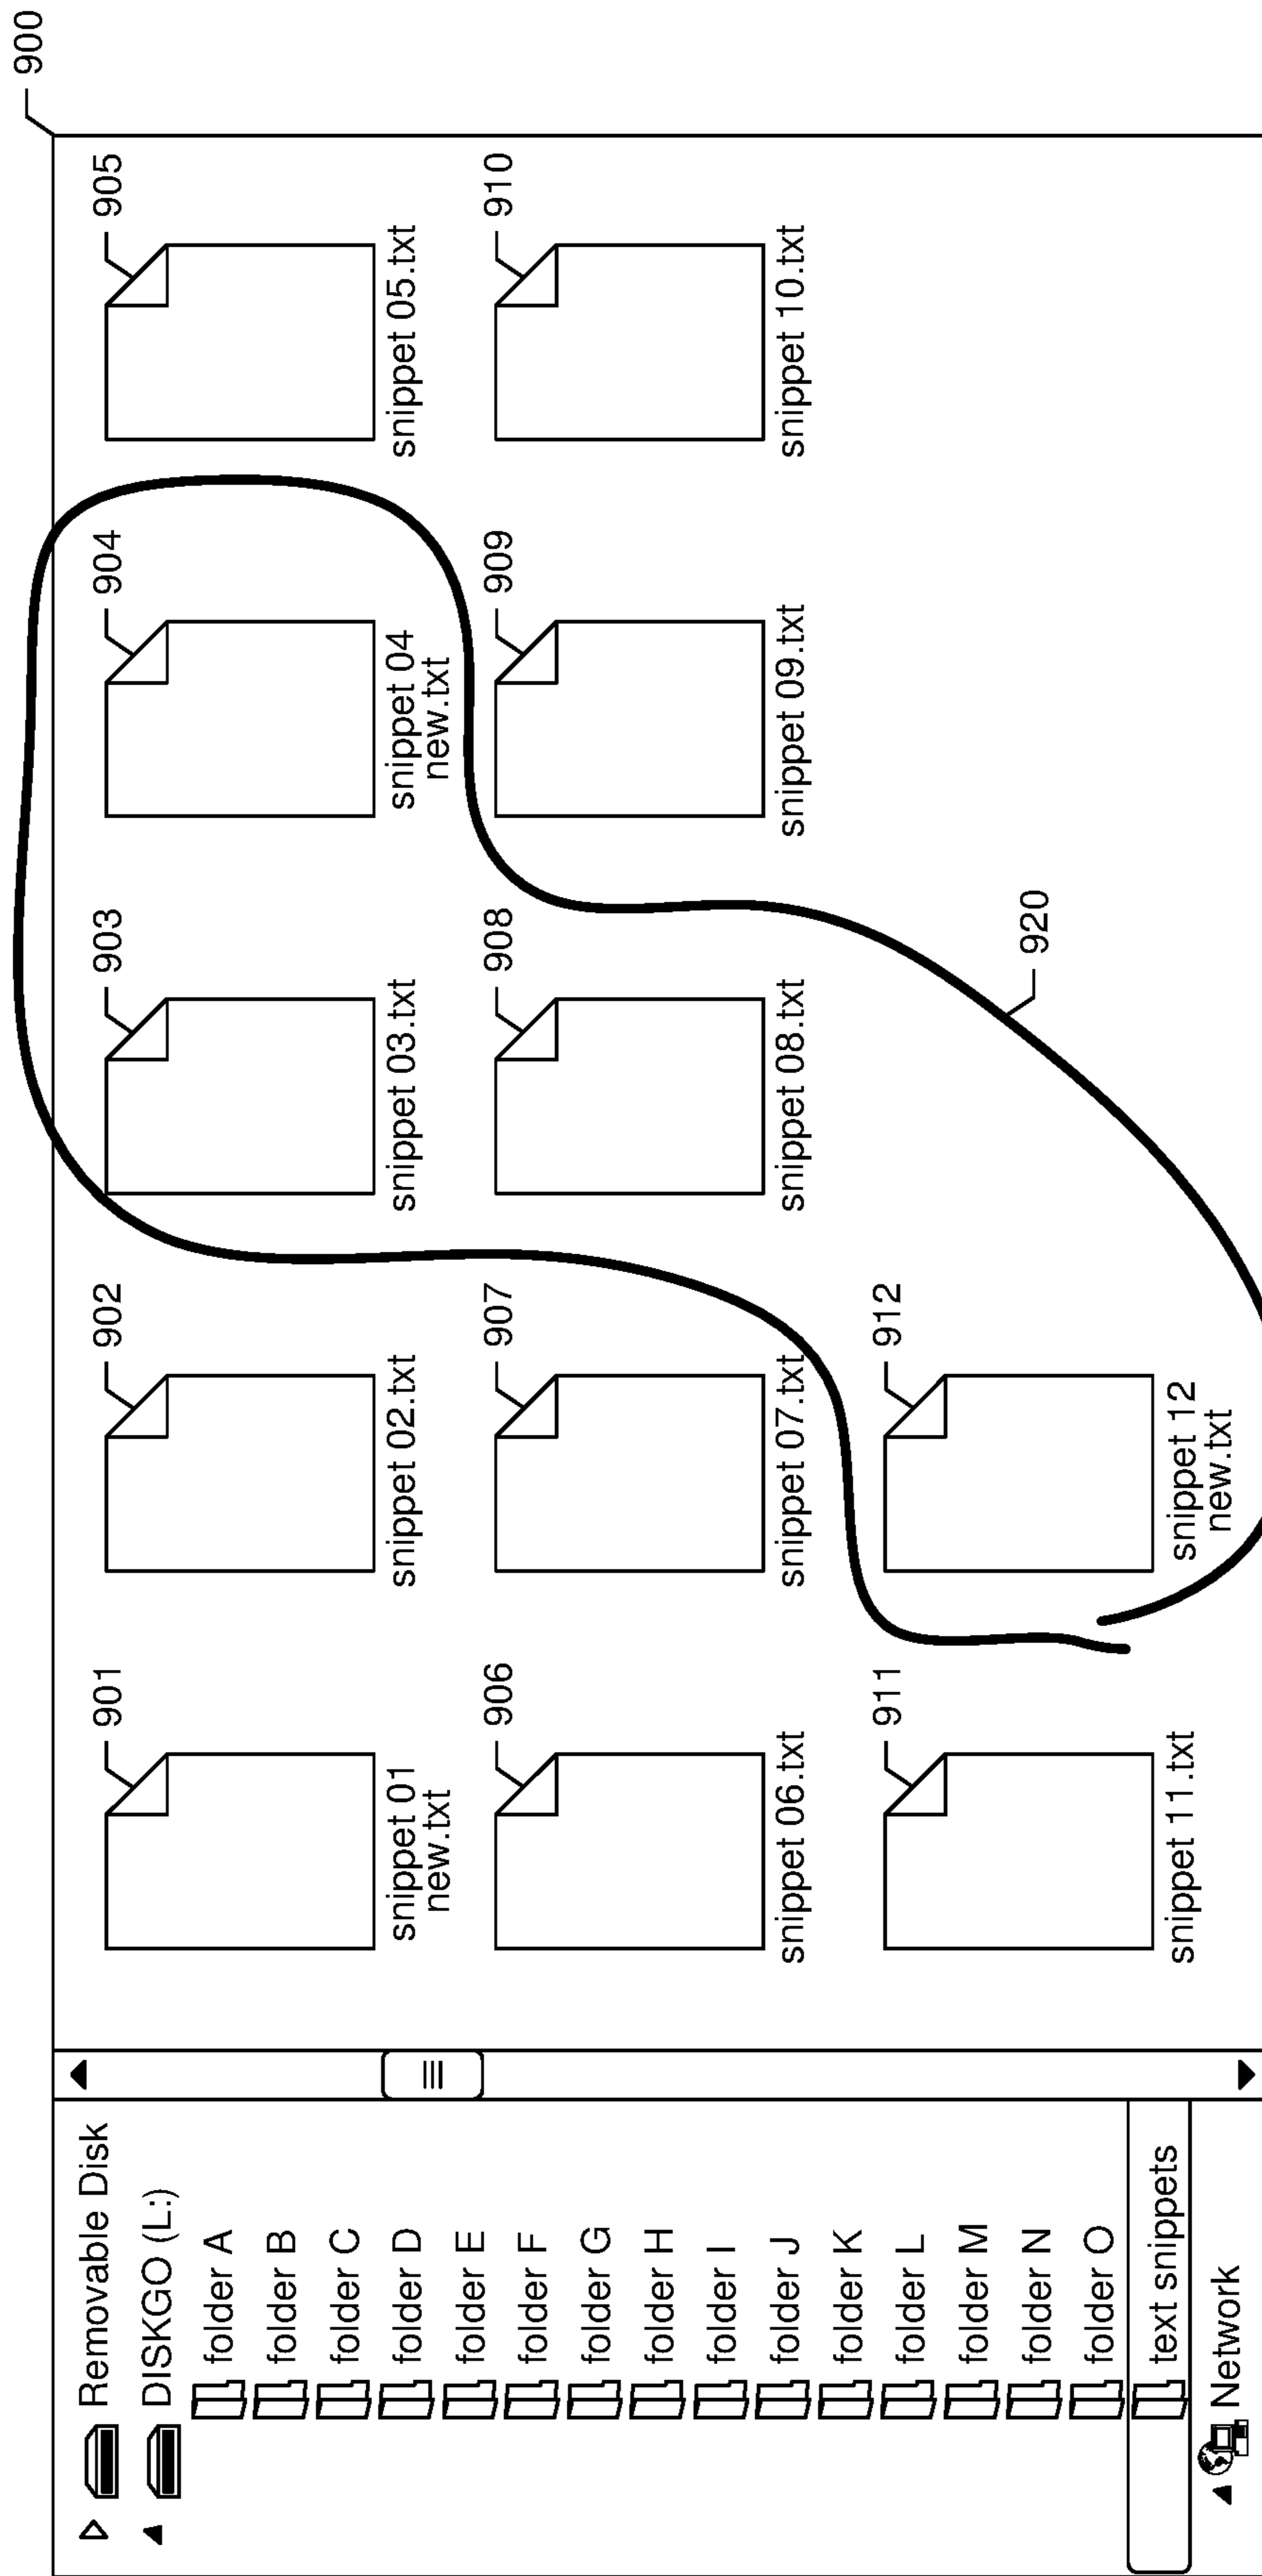 900
Removable Disk
DISKGO (L:)
folder A
folder B
folder C
folder D
folder E
folder F
folder G
folder H
folder I
folder J
folder K
folder L
folder M
folder N
folder O
text snippets
Network
901
902
903
904
905
snippet 01
new.txt
snippet 02.txt
snippet 03.txt
snippet 04
new.txt
snippet 05.txt
906
907
908
909
910
snippet 06.txt
snippet 07.txt
snippet 08.txt
snippet 09.txt
snippet 10.txt
911
912
920
snippet 11.txt
snippet 12
new.txt